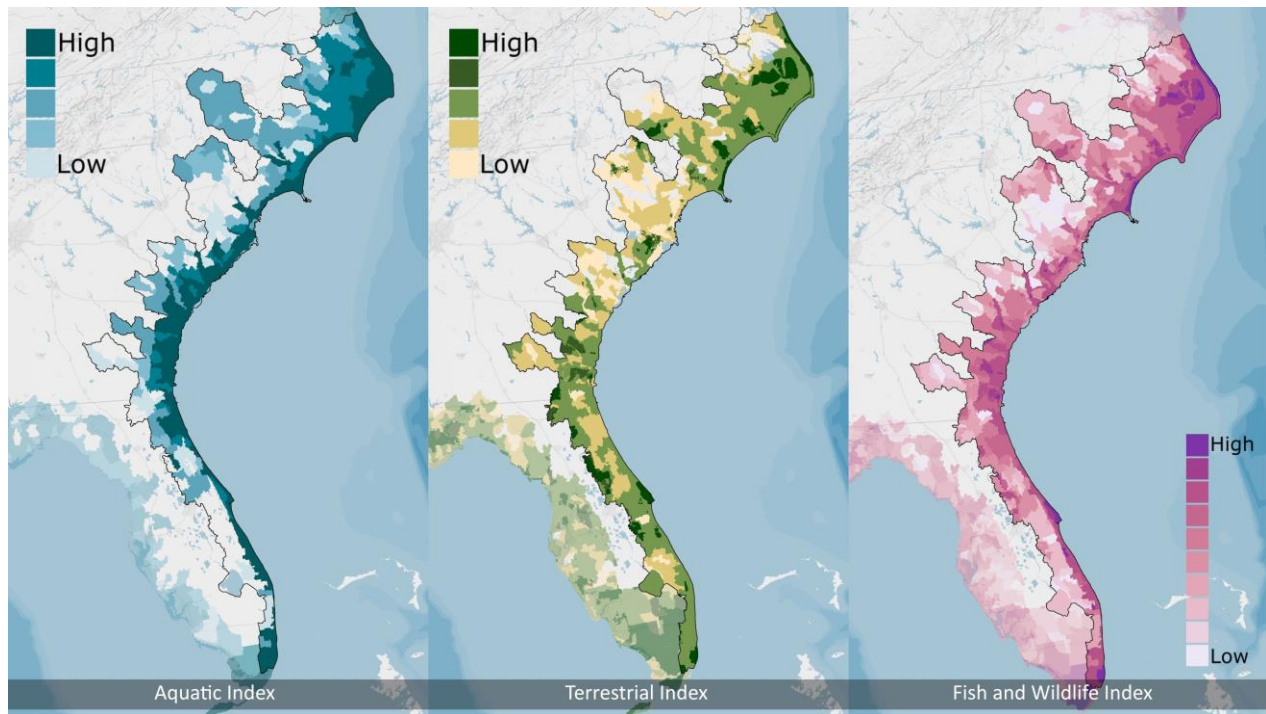 High
Low
Aquatic Index
High
Low
Terrestrial Index
High
Low
Fish and Wildlife Index